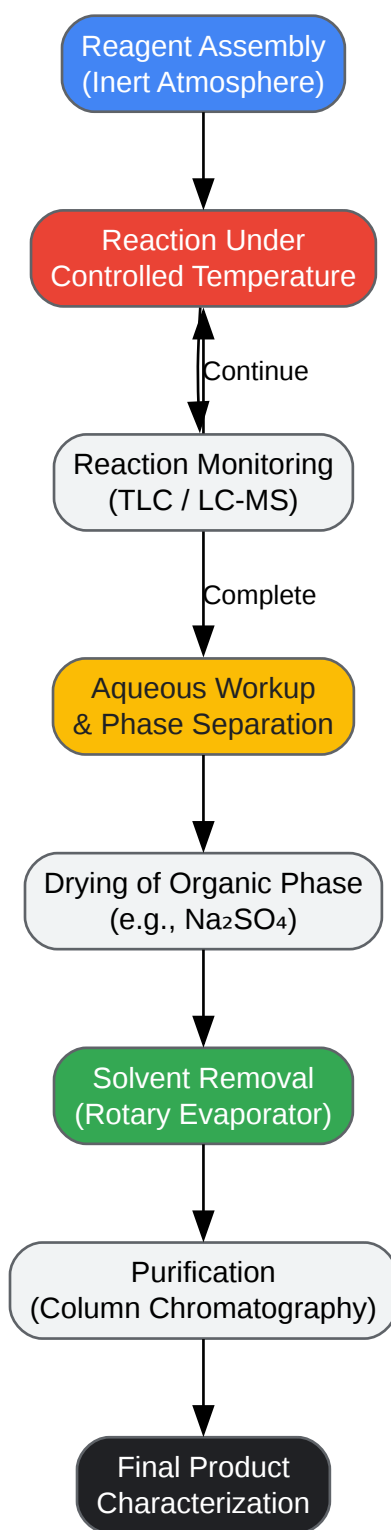 Reagent Assembly
(Inert Atmosphere)
Reaction Under
Controlled Temperature
Continue
Reaction Monitoring
(TLC / LC-MS)
Complete
Aqueous Workup
& Phase Separation
Drying of Organic Phase
(e.g., Na₂SO₄)
Solvent Removal
(Rotary Evaporator)
Purification
(Column Chromatography)
Final Product
Characterization